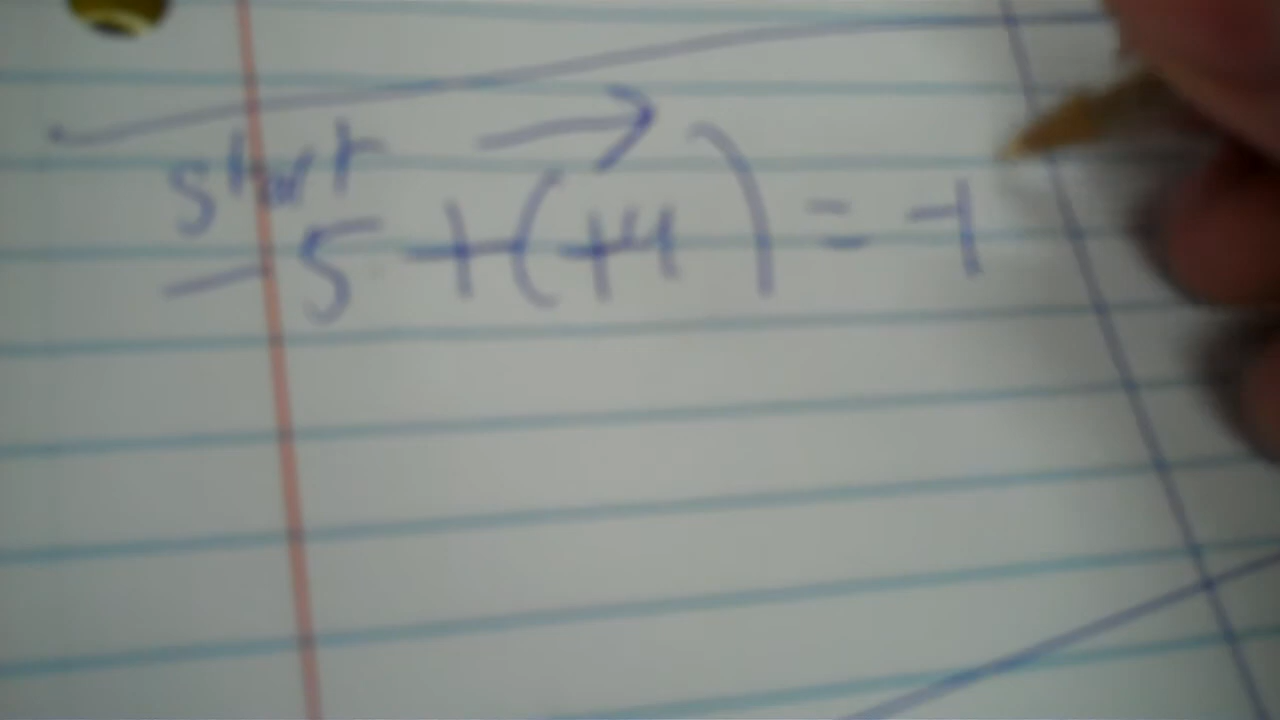 start →
-5 + (+4) = -1